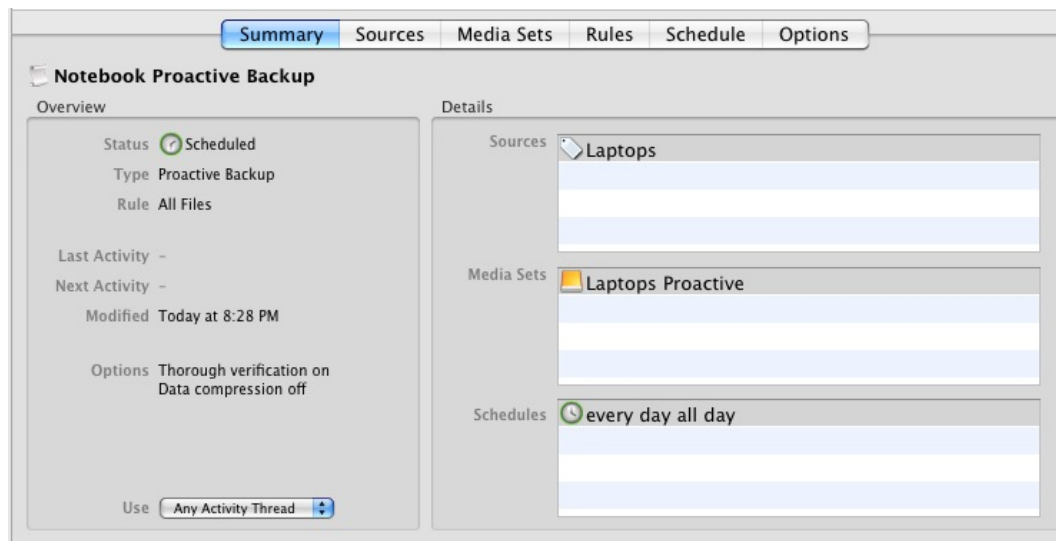 Summary Sources Media Sets Rules Schedule Options
Notebook Proactive Backup
Overview
Status Scheduled
Type Proactive Backup
Rule All Files
Last Activity -
Next Activity -
Modified Today at 8:28 PM
Options Thorough verification on
Data compression off
Use Any Activity Thread
Details
Sources Laptops
Media Sets Laptops Proactive
Schedules every day all day